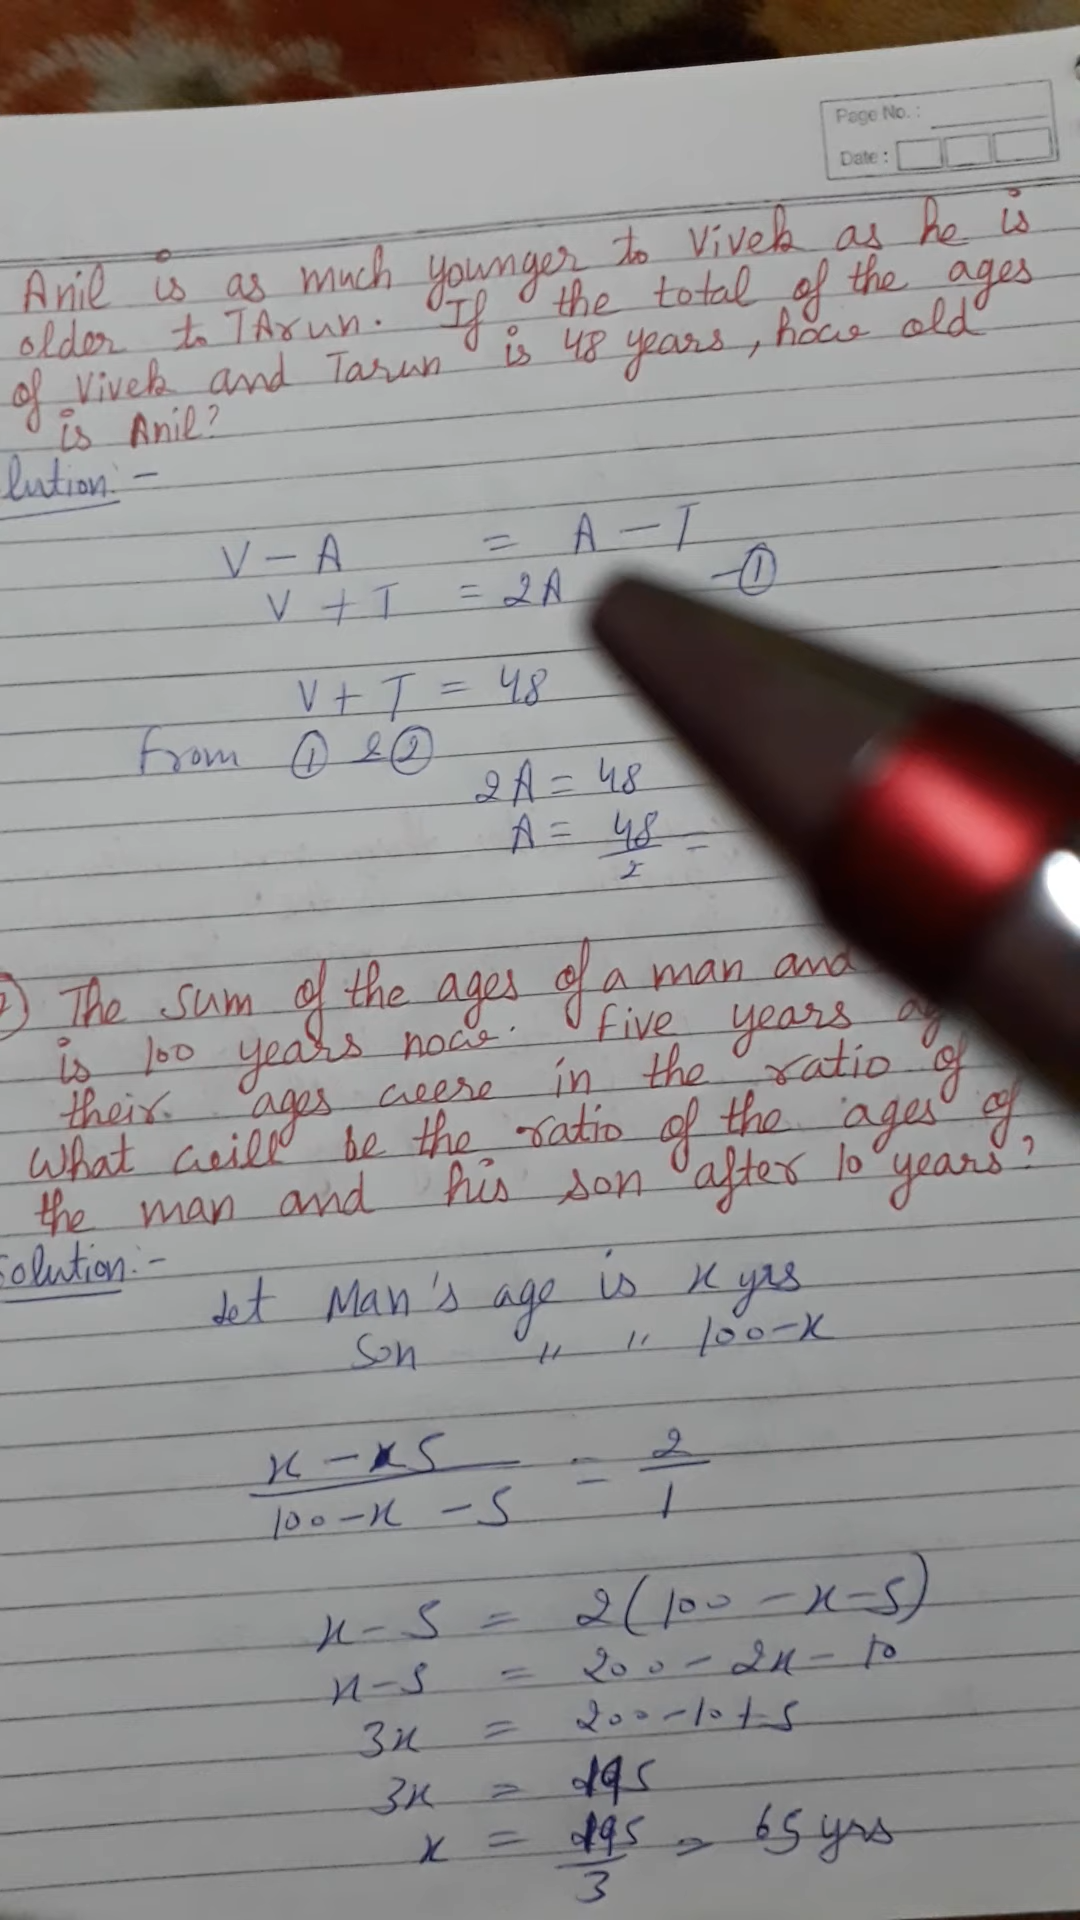 Page No. :
Date :
Anil is as much younger to Vivek as he is
older to TArun. If the total of the ages
of Vivek and Tarun is 48 years, how old
is Anil?
lution:-
V - A = A - T
V + T = 2A -①
V + T = 48
From ① & ②
2A = 48
A = 48/2 =
The sum of the ages of a man and
is 100 years now. Five years ag
their ages were in the ratio of
What will be the ratio of the ages of
the man and his son after 10 years?
Solution:-
Let Man's age is x yrs
Son " " 100-x
x - 5 / 100-x - 5 = 2/1
x - 5 = 2(100 - x - 5)
x - 5 = 200 - 2x - 10
3x = 200 - 10 + 5
3x = 195
x = 195/3 = 65 yrs